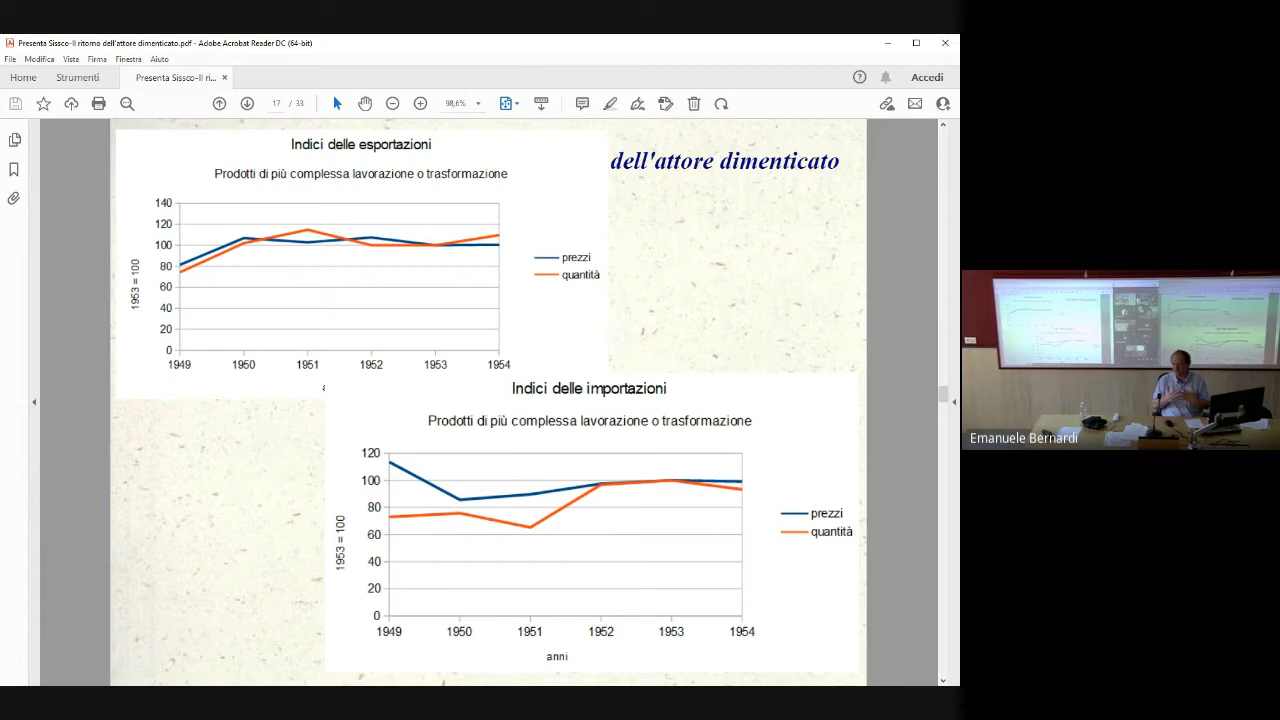 Presenta Sissco-Il ritorno dell'attore dimenticato.pdf - Adobe Acrobat Reader DC (64-bit)
File Modifica Vista Firma Finestra Aiuto
Home Strumenti Presenta Sissco-Il ri... × Accedi
17 / 33 98,6%
dell'attore dimenticato
Indici delle esportazioni
Prodotti di più complessa lavorazione o trasformazione
140
120
100
80
60
40
20
0
1953 = 100
1949 1950 1951 1952 1953 1954
prezzi
quantità
Indici delle importazioni
Prodotti di più complessa lavorazione o trasformazione
120
100
80
60
40
20
0
1953 = 100
1949 1950 1951 1952 1953 1954
anni
prezzi
quantità
Emanuele Bernardi